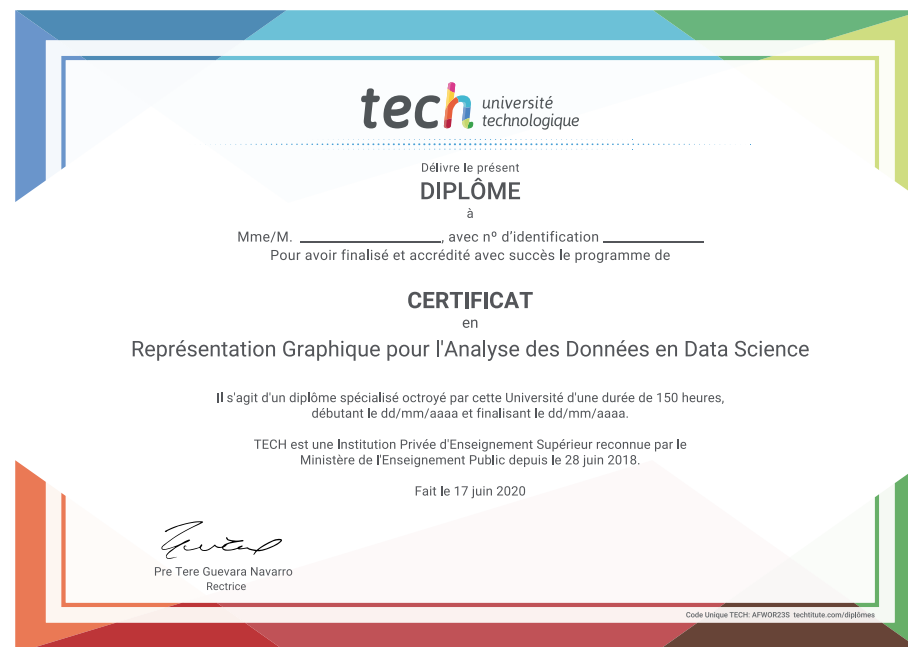 tech université
technologique
Délivre le présent
DIPLÔME
à
Mme/M. ____________________, avec nº d'identification ______________
Pour avoir finalisé et accrédité avec succès le programme de
CERTIFICAT
en
Représentation Graphique pour l'Analyse des Données en Data Science
Il s'agit d'un diplôme spécialisé octroyé par cette Université d'une durée de 150 heures,
débutant le dd/mm/aaaa et finalisant le dd/mm/aaaa.
TECH est une Institution Privée d'Enseignement Supérieur reconnue par le
Ministère de l'Enseignement Public depuis le 28 juin 2018.
Fait le 17 juin 2020
Pre Tere Guevara Navarro
Rectrice
Code Unique TECH: AFWOR23S techtitute.com/diplômes